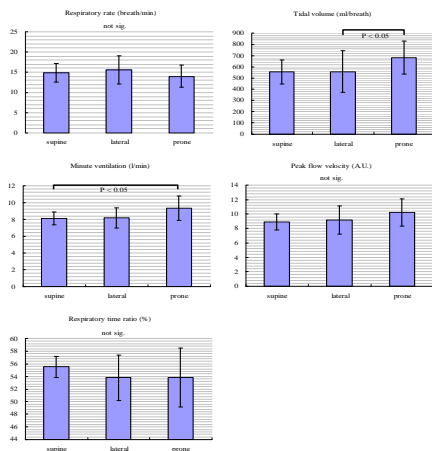 Respiratory rate (breath/min)
not sig.
25
20
15
10
5
0
supine lateral prone
Tidal volume (ml/breath)
P < 0.05
900
800
700
600
500
400
300
200
100
0
supine lateral prone
Minute ventilation (l/min)
P < 0.05
12
10
8
6
4
2
0
supine lateral prone
Peak flow velocity (A.U.)
not sig.
14
12
10
8
6
4
2
0
supine lateral prone
Respiratory time ratio (%)
not sig.
60
58
56
54
52
50
48
46
44
supine lateral prone